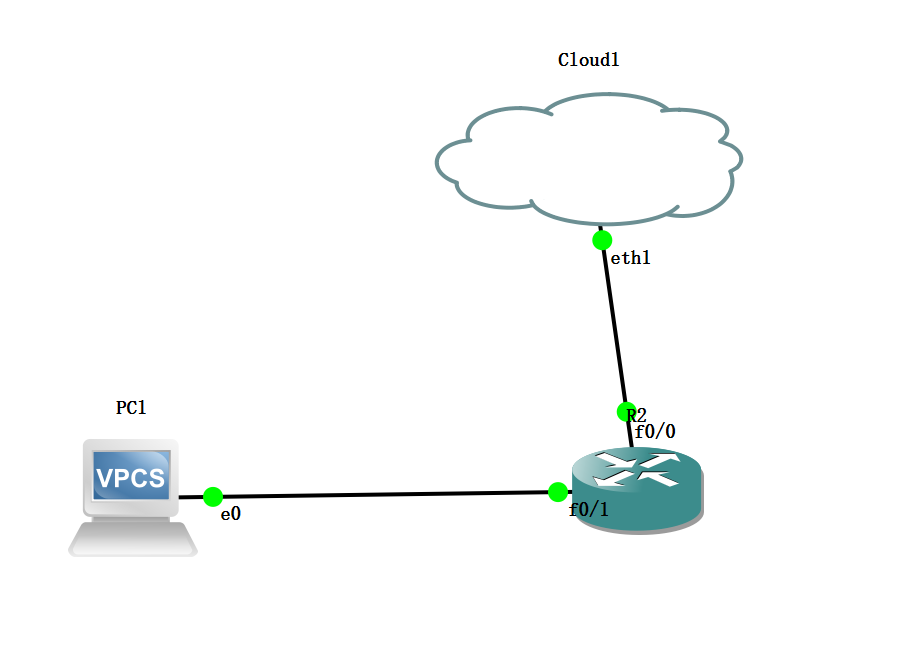 Cloud1
eth1
R2
f0/0
PC1
VPCS
e0
f0/1